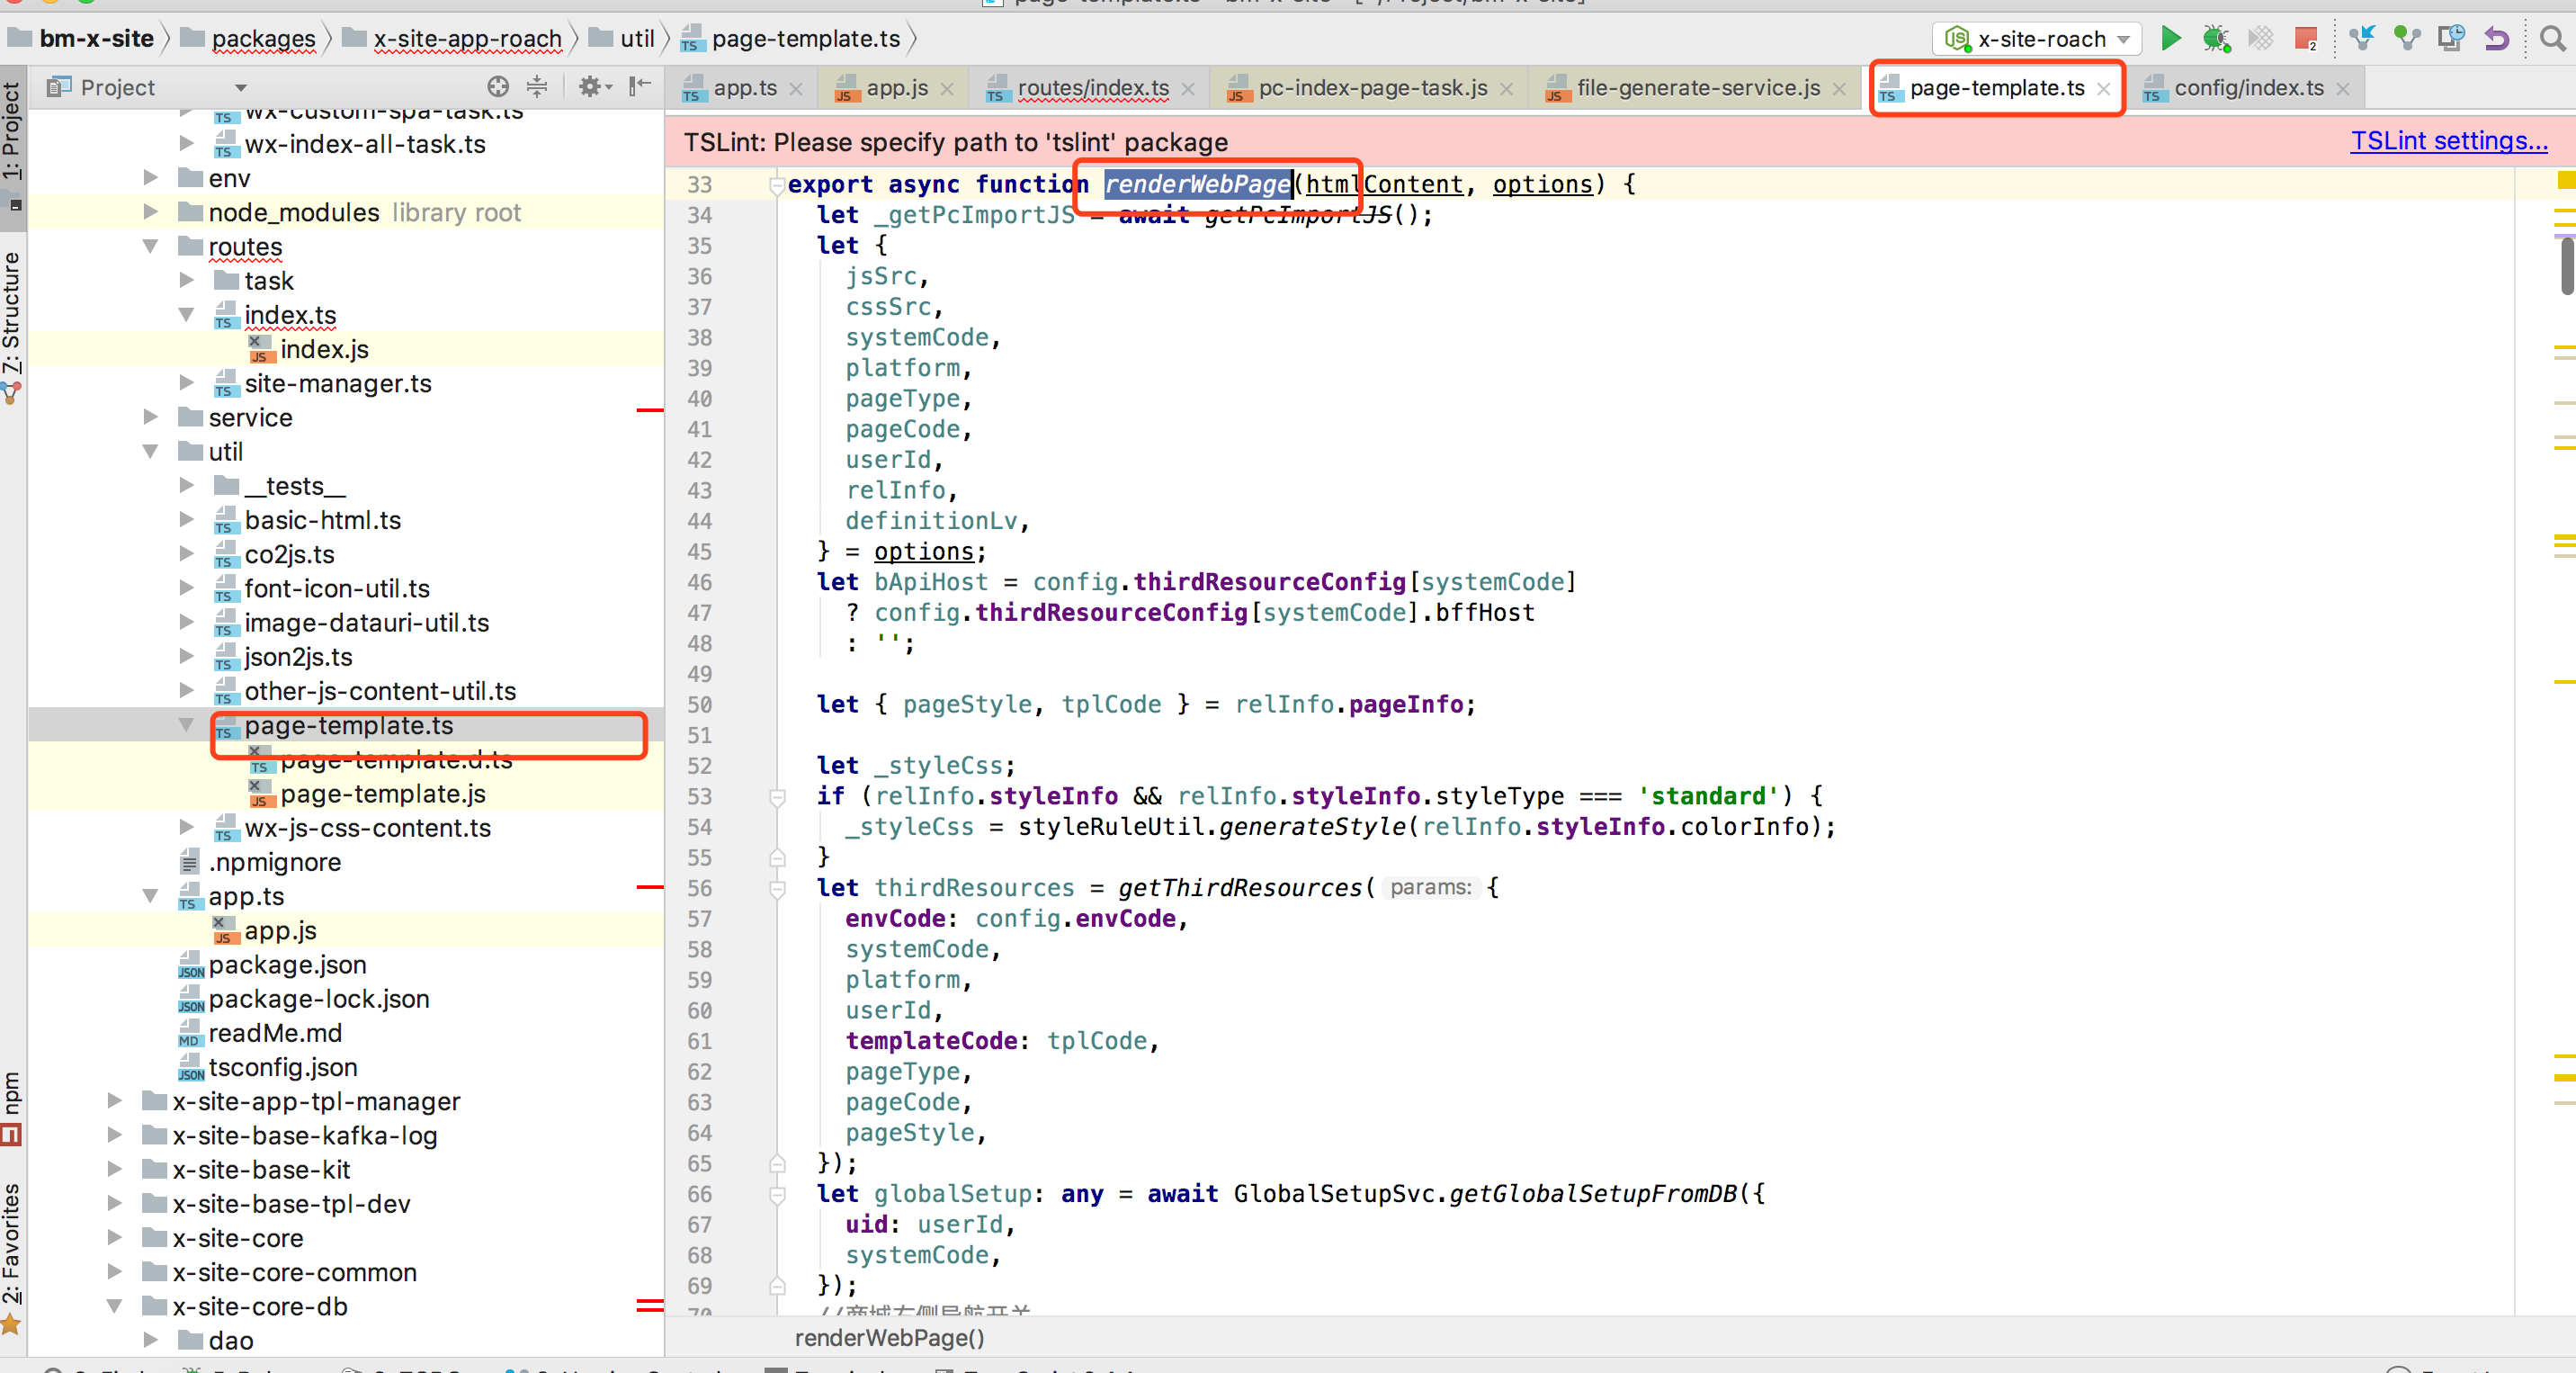 bm-x-site packages x-site-app-roach util page-template.ts
x-site-roach
Project
app.ts app.js routes/index.ts pc-index-page-task.js file-generate-service.js page-template.ts config/index.ts
TSLint: Please specify path to 'tslint' package
TSLint settings...
1: Project
7: Structure
npm
2: Favorites
wx-custom-spa-task.ts
wx-index-all-task.ts
env
node_modules library root
routes
task
index.ts
index.js
site-manager.ts
service
util
__tests__
basic-html.ts
co2js.ts
font-icon-util.ts
image-datauri-util.ts
json2js.ts
other-js-content-util.ts
page-template.ts
page-template.d.ts
page-template.js
wx-js-css-content.ts
.npmignore
app.ts
app.js
package.json
package-lock.json
readMe.md
tsconfig.json
x-site-app-tpl-manager
x-site-base-kafka-log
x-site-base-kit
x-site-base-tpl-dev
x-site-core
x-site-core-common
x-site-core-db
dao
33 export async function renderWebPage(htmlContent, options) {
34 let _getPcImportJS = await getPcImportJS();
35 let {
36 jsSrc,
37 cssSrc,
38 systemCode,
39 platform,
40 pageType,
41 pageCode,
42 userId,
43 relInfo,
44 definitionLv,
45 } = options;
46 let bApiHost = config.thirdResourceConfig[systemCode]
47 ? config.thirdResourceConfig[systemCode].bffHost
48 : '';
49
50 let { pageStyle, tplCode } = relInfo.pageInfo;
51
52 let _styleCss;
53 if (relInfo.styleInfo && relInfo.styleInfo.styleType === 'standard') {
54 _styleCss = styleRuleUtil.generateStyle(relInfo.styleInfo.colorInfo);
55 }
56 let thirdResources = getThirdResources( params: {
57 envCode: config.envCode,
58 systemCode,
59 platform,
60 userId,
61 templateCode: tplCode,
62 pageType,
63 pageCode,
64 pageStyle,
65 });
66 let globalSetup: any = await GlobalSetupSvc.getGlobalSetupFromDB({
67 uid: userId,
68 systemCode,
69 });
70 //商城右侧导航开关
renderWebPage()